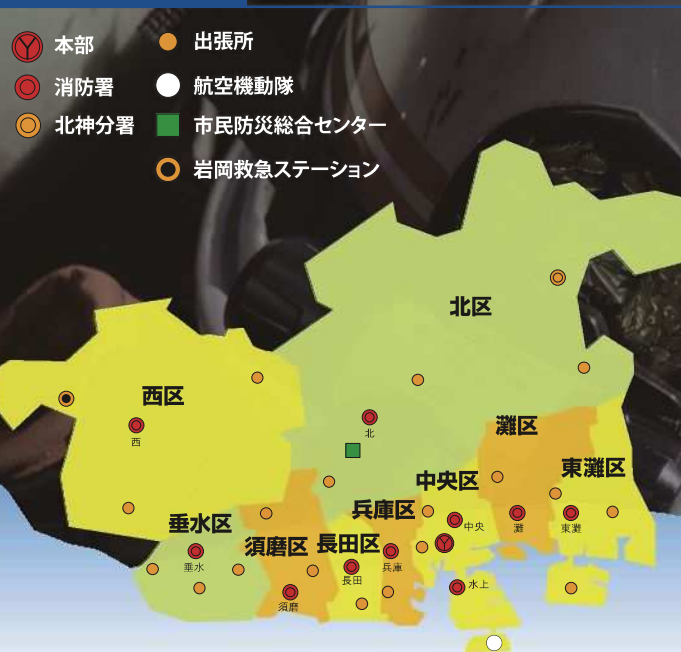 本部
消防署
北神分署
出張所
航空機動隊
市民防災総合センター
岩岡救急ステーション
北区
西区
西
北
灘区
東灘区
中央区
兵庫区
垂水区
須磨区
長田区
中央
灘
東灘
垂水
長田
兵庫
水上
須磨